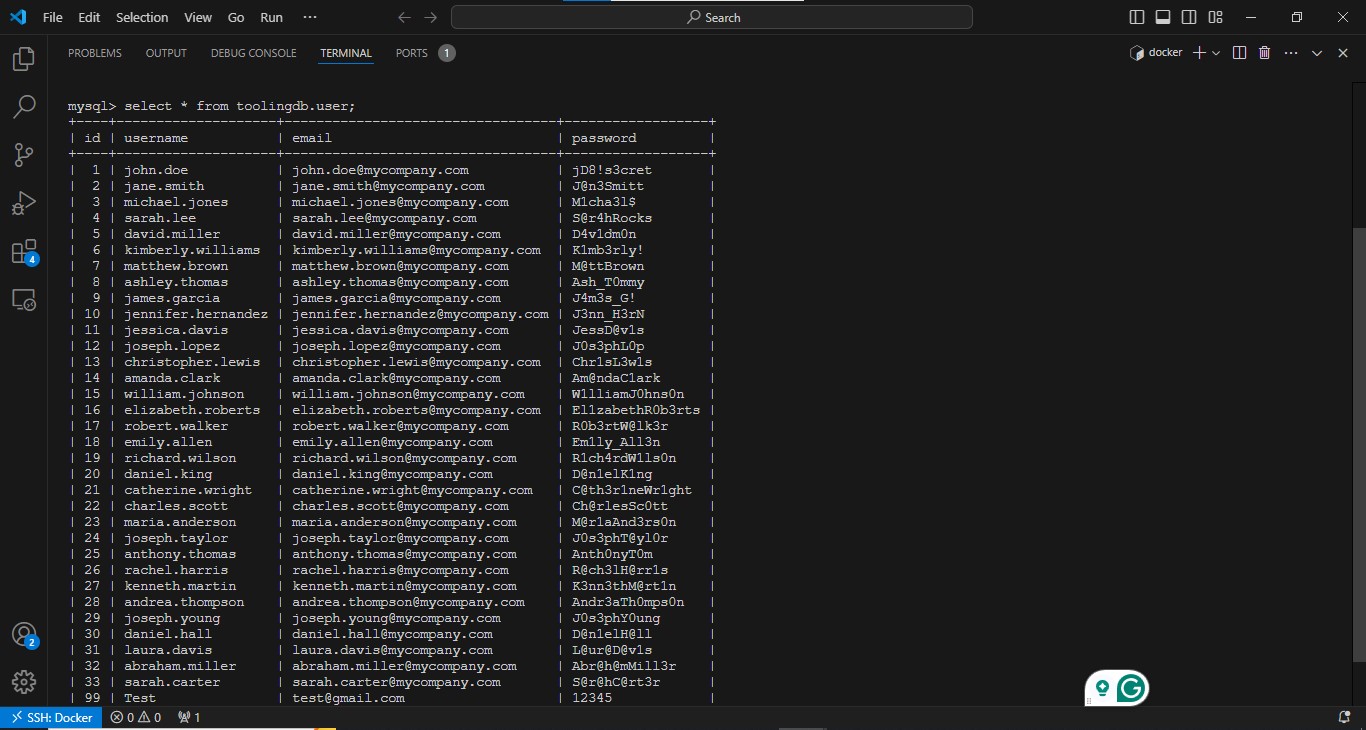 File Edit Selection View Go Run ··· Search
PROBLEMS OUTPUT DEBUG CONSOLE TERMINAL PORTS 1 docker
mysql> select * from toolingdb.user;
+----+--------------------+----------------------------------+------------------+
| id | username | email | password |
+----+--------------------+----------------------------------+------------------+
| 1 | john.doe | john.doe@mycompany.com | jD8!s3cret |
| 2 | jane.smith | jane.smith@mycompany.com | J@n3Smitt |
| 3 | michael.jones | michael.jones@mycompany.com | M1cha3l$ |
| 4 | sarah.lee | sarah.lee@mycompany.com | S@r4hRocks |
| 5 | david.miller | david.miller@mycompany.com | D4v1dm0n |
| 6 | kimberly.williams | kimberly.williams@mycompany.com | K1mb3rly! |
| 7 | matthew.brown | matthew.brown@mycompany.com | M@ttBrown |
| 8 | ashley.thomas | ashley.thomas@mycompany.com | Ash_T0mmy |
| 9 | james.garcia | james.garcia@mycompany.com | J4m3s_G! |
| 10 | jennifer.hernandez | jennifer.hernandez@mycompany.com | J3nn_H3rN |
| 11 | jessica.davis | jessica.davis@mycompany.com | JessD@v1s |
| 12 | joseph.lopez | joseph.lopez@mycompany.com | J0s3phL0p |
| 13 | christopher.lewis | christopher.lewis@mycompany.com | Chr1sL3w1s |
| 14 | amanda.clark | amanda.clark@mycompany.com | Am@ndaC1ark |
| 15 | william.johnson | william.johnson@mycompany.com | W1lliamJ0hns0n |
| 16 | elizabeth.roberts | elizabeth.roberts@mycompany.com | El1zabethR0b3rts |
| 17 | robert.walker | robert.walker@mycompany.com | R0b3rtW@lk3r |
| 18 | emily.allen | emily.allen@mycompany.com | Em1ly_All3n |
| 19 | richard.wilson | richard.wilson@mycompany.com | R1ch4rdW1ls0n |
| 20 | daniel.king | daniel.king@mycompany.com | D@n1elK1ng |
| 21 | catherine.wright | catherine.wright@mycompany.com | C@th3r1neWr1ght |
| 22 | charles.scott | charles.scott@mycompany.com | Ch@rlesSc0tt |
| 23 | maria.anderson | maria.anderson@mycompany.com | M@r1aAnd3rs0n |
| 24 | joseph.taylor | joseph.taylor@mycompany.com | J0s3phT@yl0r |
| 25 | anthony.thomas | anthony.thomas@mycompany.com | Anth0nyT0m |
| 26 | rachel.harris | rachel.harris@mycompany.com | R@ch3lH@rr1s |
| 27 | kenneth.martin | kenneth.martin@mycompany.com | K3nn3thM@rt1n |
| 28 | andrea.thompson | andrea.thompson@mycompany.com | Andr3aTh0mps0n |
| 29 | joseph.young | joseph.young@mycompany.com | J0s3phY0ung |
| 30 | daniel.hall | daniel.hall@mycompany.com | D@n1elH@ll |
| 31 | laura.davis | laura.davis@mycompany.com | L@ur@D@v1s |
| 32 | abraham.miller | abraham.miller@mycompany.com | Abr@h@mMill3r |
| 33 | sarah.carter | sarah.carter@mycompany.com | S@r@hC@rt3r |
| 99 | Test | test@gmail.com | 12345 |
4
2
G
SSH: Docker 0 0 1